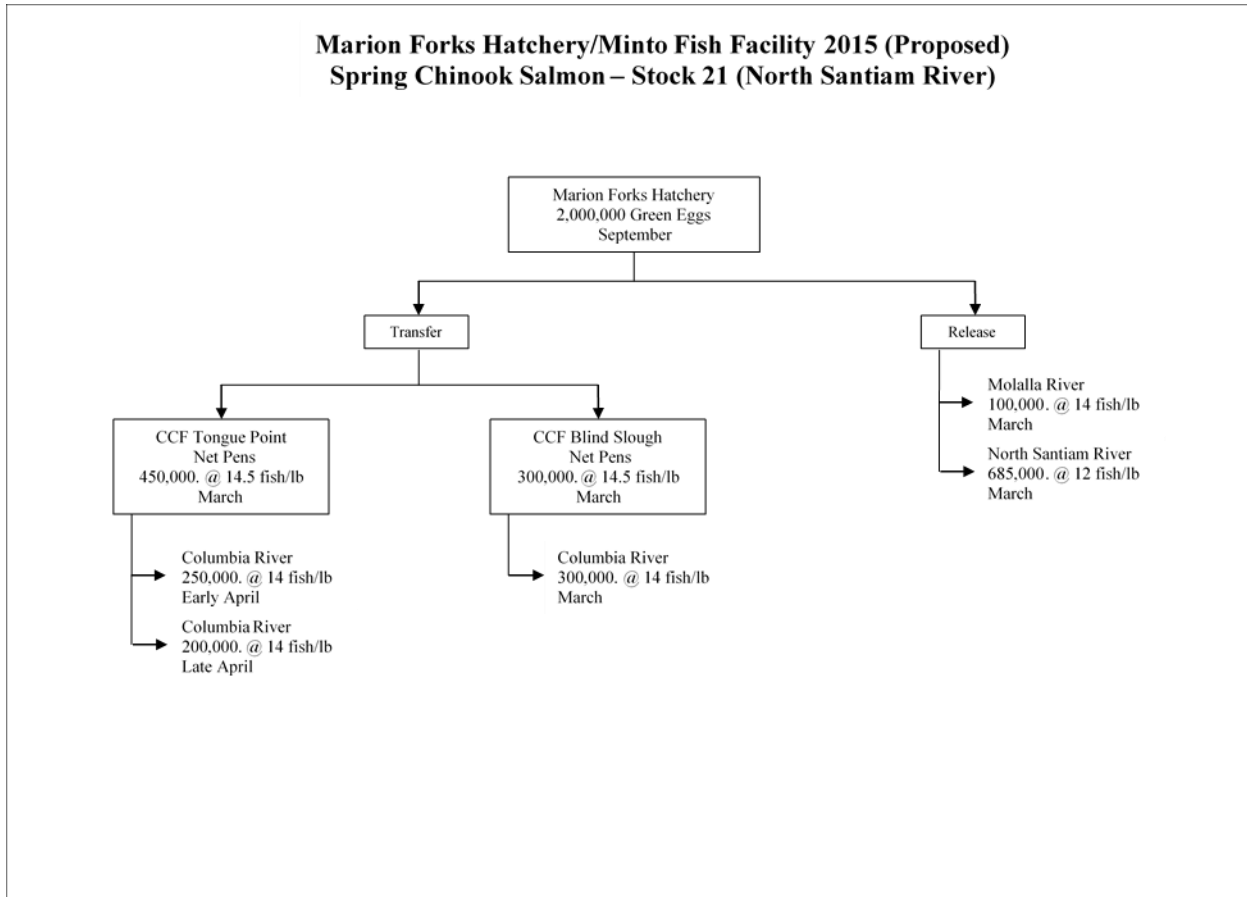 Marion Forks Hatchery/Minto Fish Facility 2015 (Proposed)
Spring Chinook Salmon – Stock 21 (North Santiam River)
Marion Forks Hatchery
2,000,000 Green Eggs
September
Transfer
Release
CCF Tongue Point
Net Pens
450,000. @ 14.5 fish/lb
March
CCF Blind Slough
Net Pens
300,000. @ 14.5 fish/lb
March
Molalla River
100,000. @ 14 fish/lb
March
North Santiam River
685,000. @ 12 fish/lb
March
Columbia River
250,000. @ 14 fish/lb
Early April
Columbia River
200,000. @ 14 fish/lb
Late April
Columbia River
300,000. @ 14 fish/lb
March